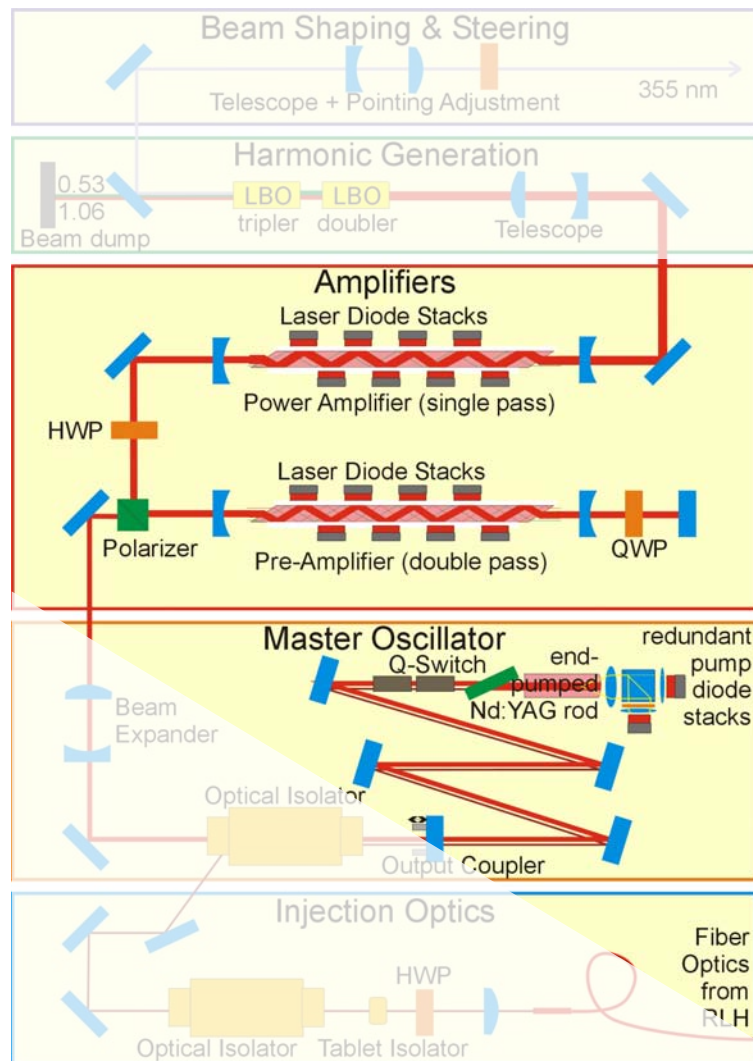 Beam Shaping & Steering
Telescope + Pointing Adjustment
355 nm
Harmonic Generation
0.53
1.06
Beam dump
LBO
tripler
LBO
doubler
Telescope
Amplifiers
Laser Diode Stacks
Power Amplifier (single pass)
HWP
Laser Diode Stacks
Polarizer
Pre-Amplifier (double pass)
QWP
Master Oscillator
Q-Switch
end-
pumped
Nd:YAG rod
redundant
pump
diode
stacks
Beam
Expander
Optical Isolator
Output Coupler
Injection Optics
HWP
Optical Isolator
Tablet Isolator
Fiber
Optics
from
RLH